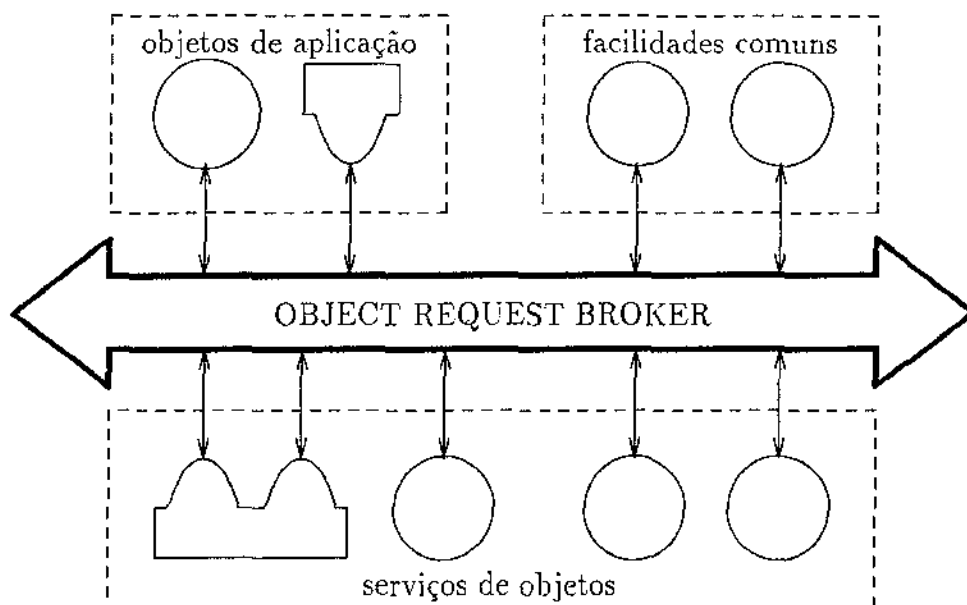 objetos de aplicação
facilidades comuns
OBJECT REQUEST BROKER
serviços de objetos